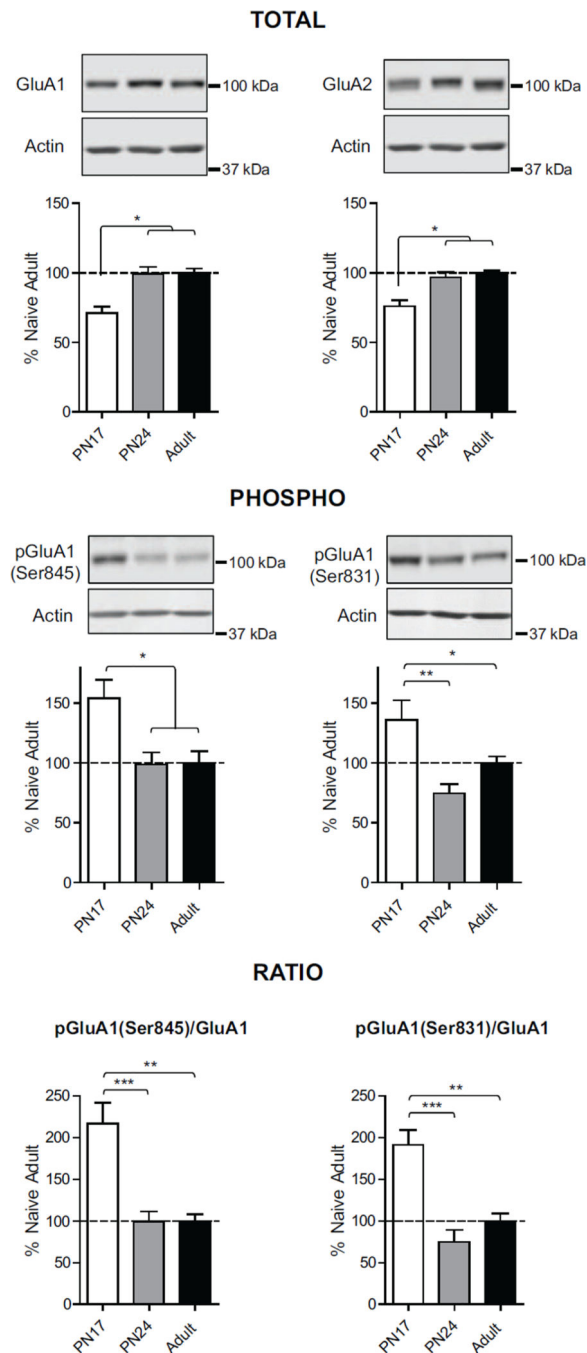 TOTAL
GluA1
100 kDa
Actin
37 kDa
GluA2
100 kDa
Actin
37 kDa
% Naive Adult
150
100
50
0
*
PN17
PN24
Adult
% Naive Adult
150
100
50
0
*
PN17
PN24
Adult
PHOSPHO
pGluA1
(Ser845)
100 kDa
Actin
37 kDa
pGluA1
(Ser831)
100 kDa
Actin
37 kDa
% Naive Adult
150
100
50
0
*
PN17
PN24
Adult
% Naive Adult
150
100
50
0
*
**
PN17
PN24
Adult
RATIO
pGluA1(Ser845)/GluA1
% Naive Adult
250
200
150
100
50
0
**
***
PN17
PN24
Adult
pGluA1(Ser831)/GluA1
% Naive Adult
250
200
150
100
50
0
**
***
PN17
PN24
Adult